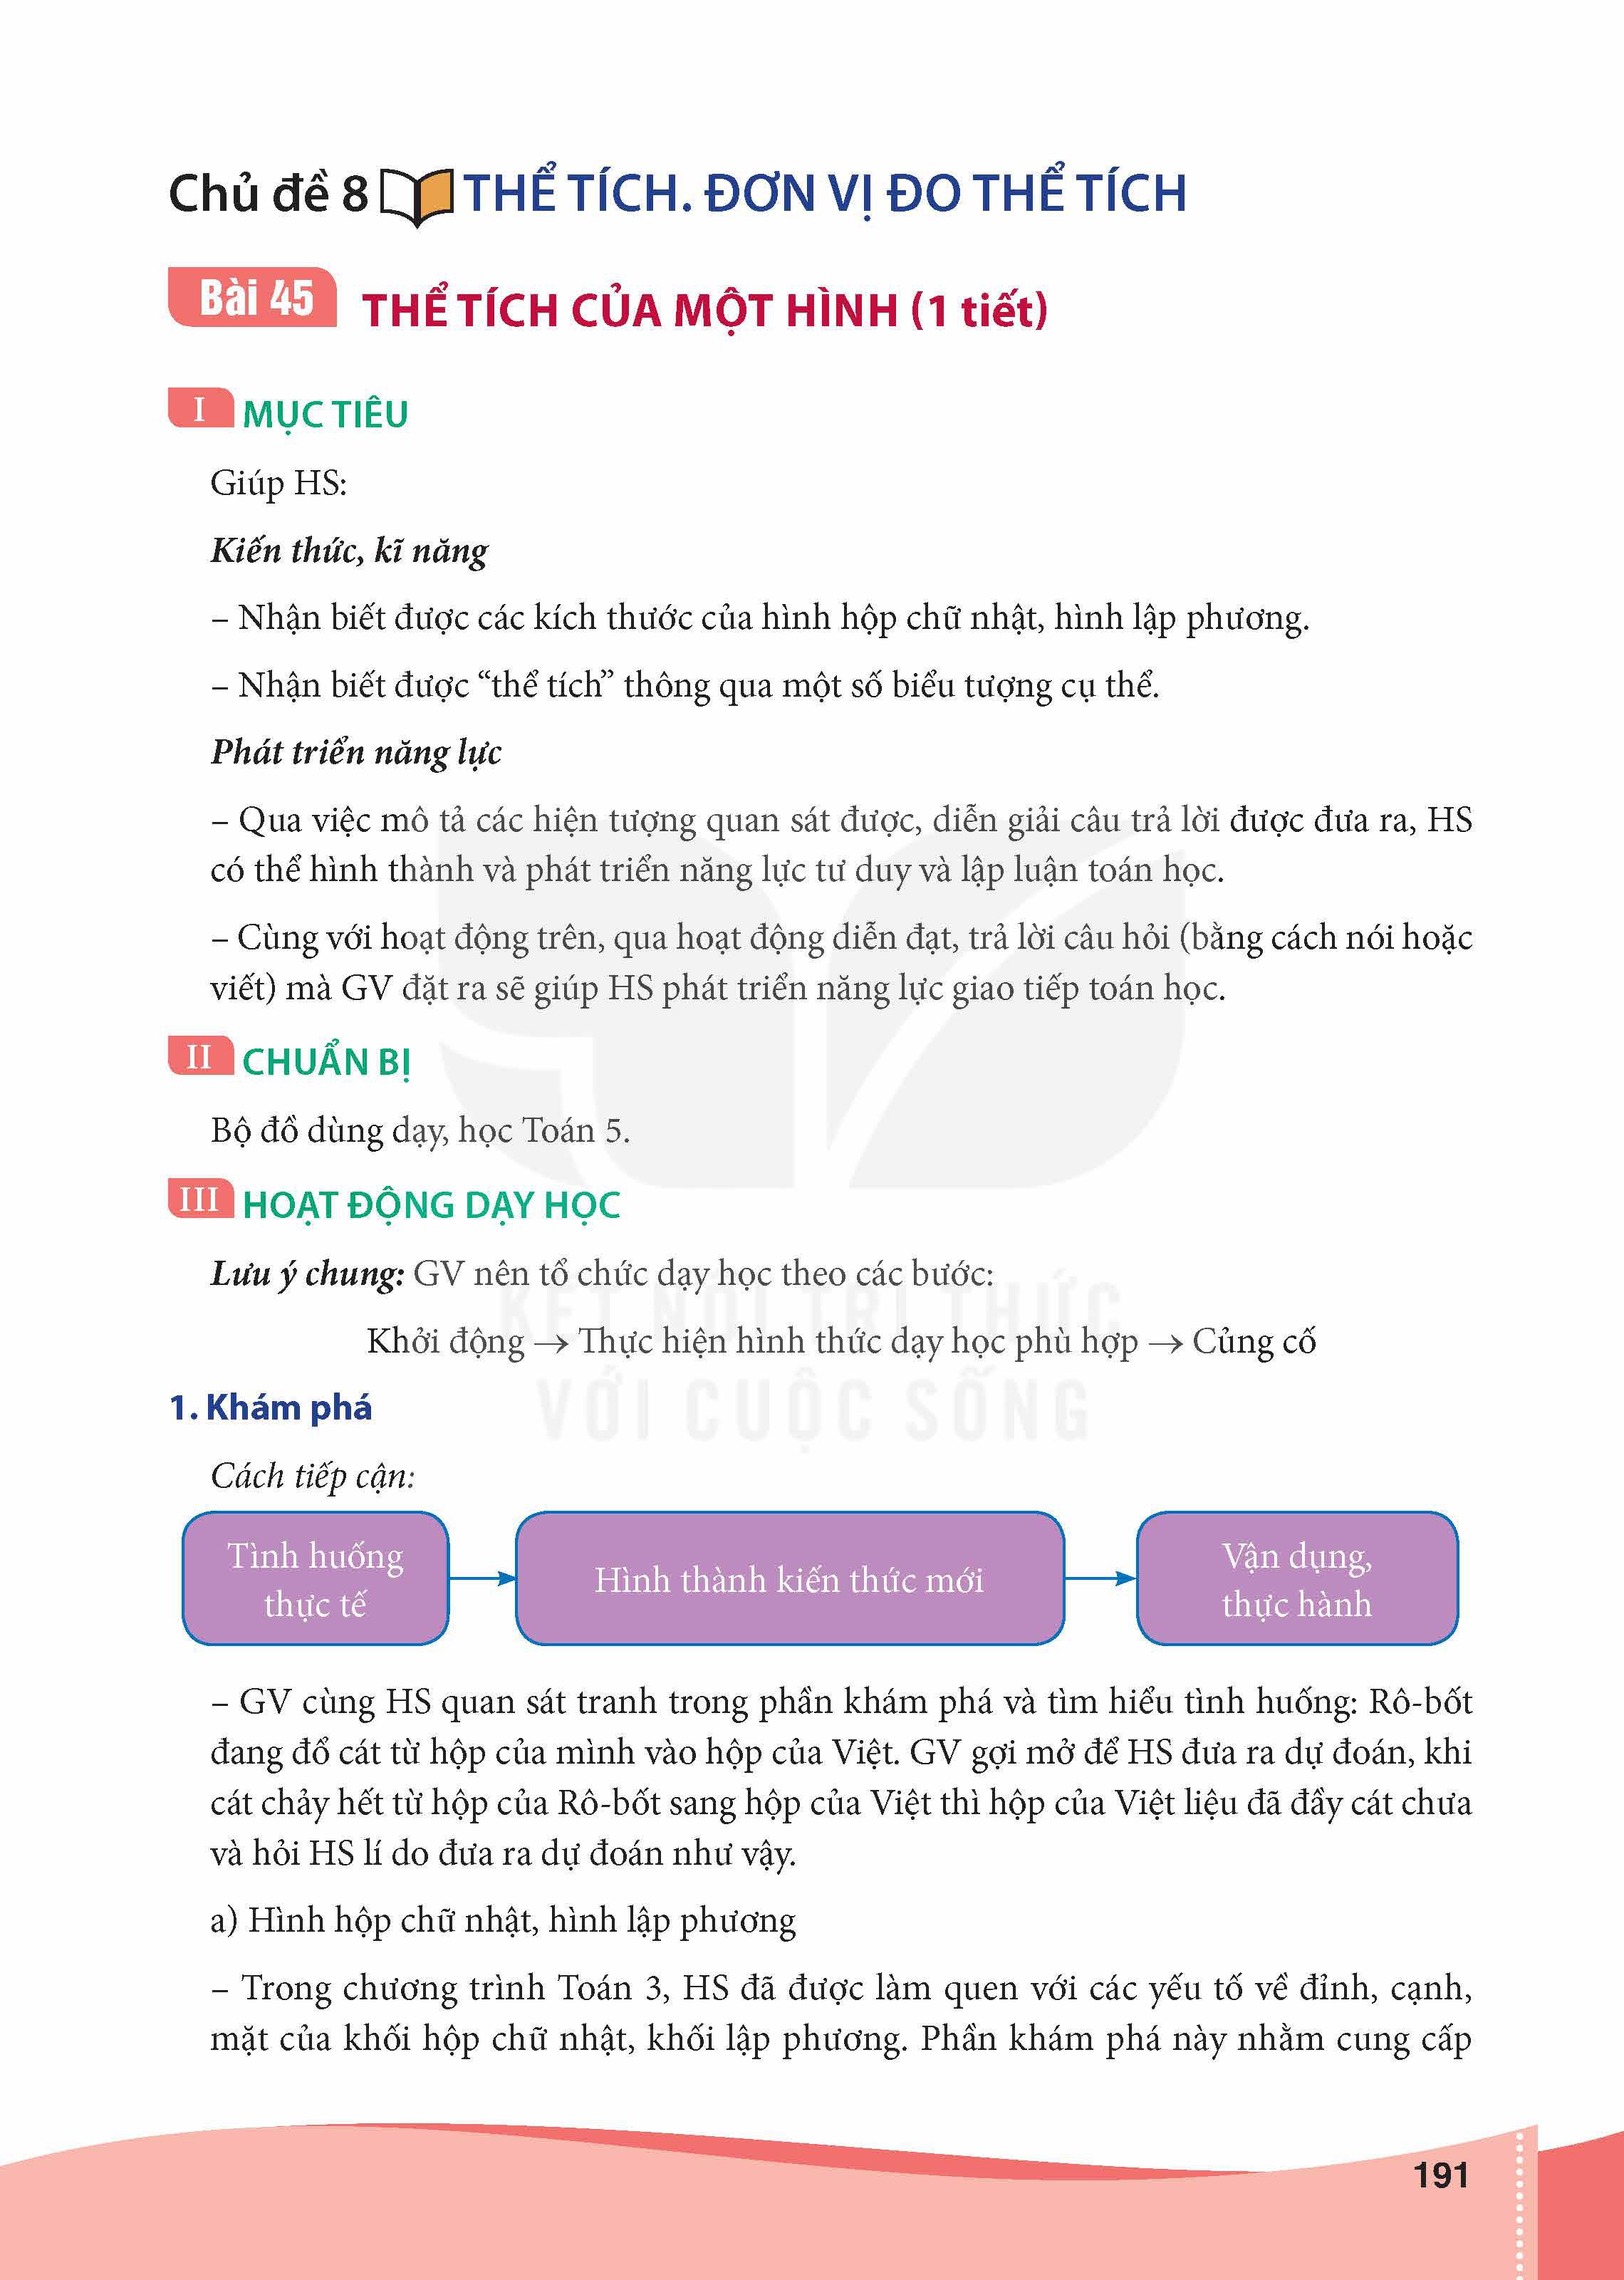 Chủ đề 8 THỂ TÍCH. ĐƠN VỊ ĐO THỂ TÍCH
Bài 45 THỂ TÍCH CỦA MỘT HÌNH (1 tiết)
I MỤC TIÊU
Giúp HS:
Kiến thức, kĩ năng
– Nhận biết được các kích thước của hình hộp chữ nhật, hình lập phương.
– Nhận biết được “thể tích” thông qua một số biểu tượng cụ thể.
Phát triển năng lực
– Qua việc mô tả các hiện tượng quan sát được, diễn giải câu trả lời được đưa ra, HS
có thể hình thành và phát triển năng lực tư duy và lập luận toán học.
– Cùng với hoạt động trên, qua hoạt động diễn đạt, trả lời câu hỏi (bằng cách nói hoặc
viết) mà GV đặt ra sẽ giúp HS phát triển năng lực giao tiếp toán học.
II CHUẨN BỊ
Bộ đồ dùng dạy, học Toán 5.
III HOẠT ĐỘNG DẠY HỌC
Lưu ý chung: GV nên tổ chức dạy học theo các bước:
KẾT NỐI TRI THỨC
Khởi động → Thực hiện hình thức dạy học phù hợp → Củng cố
VỚI CUỘC SỐNG
1. Khám phá
Cách tiếp cận:
Tình huống
thực tế
Hình thành kiến thức mới
Vận dụng,
thực hành
– GV cùng HS quan sát tranh trong phần khám phá và tìm hiểu tình huống: Rô-bốt
đang đổ cát từ hộp của mình vào hộp của Việt. GV gợi mở để HS đưa ra dự đoán, khi
cát chảy hết từ hộp của Rô-bốt sang hộp của Việt thì hộp của Việt liệu đã đầy cát chưa
và hỏi HS lí do đưa ra dự đoán như vậy.
a) Hình hộp chữ nhật, hình lập phương
– Trong chương trình Toán 3, HS đã được làm quen với các yếu tố về đỉnh, cạnh,
mặt của khối hộp chữ nhật, khối lập phương. Phần khám phá này nhằm cung cấp
191